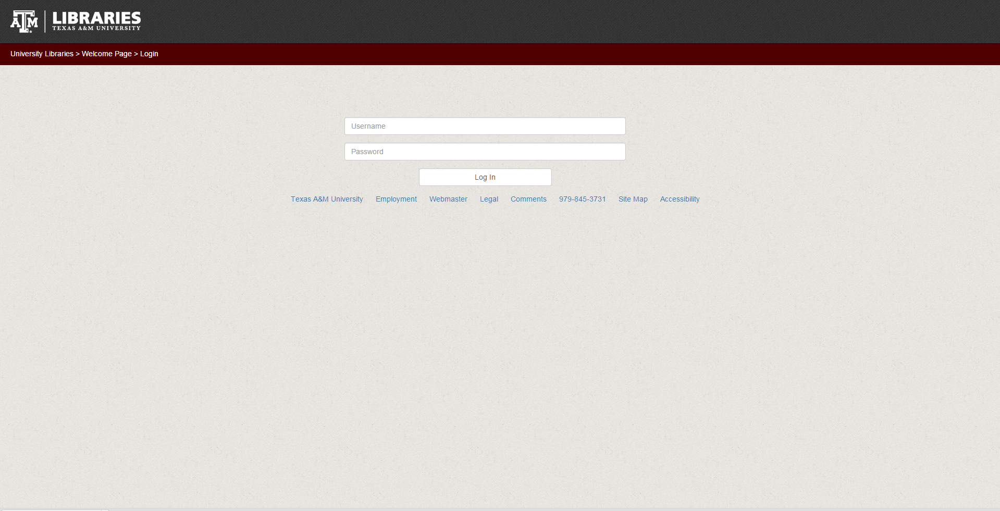 ATM | LIBRARIES
TEXAS A&M UNIVERSITY
University Libraries > Welcome Page > Login
Username
Password
Log In
Texas A&M University Employment Webmaster Legal Comments 979-845-3731 Site Map Accessibility